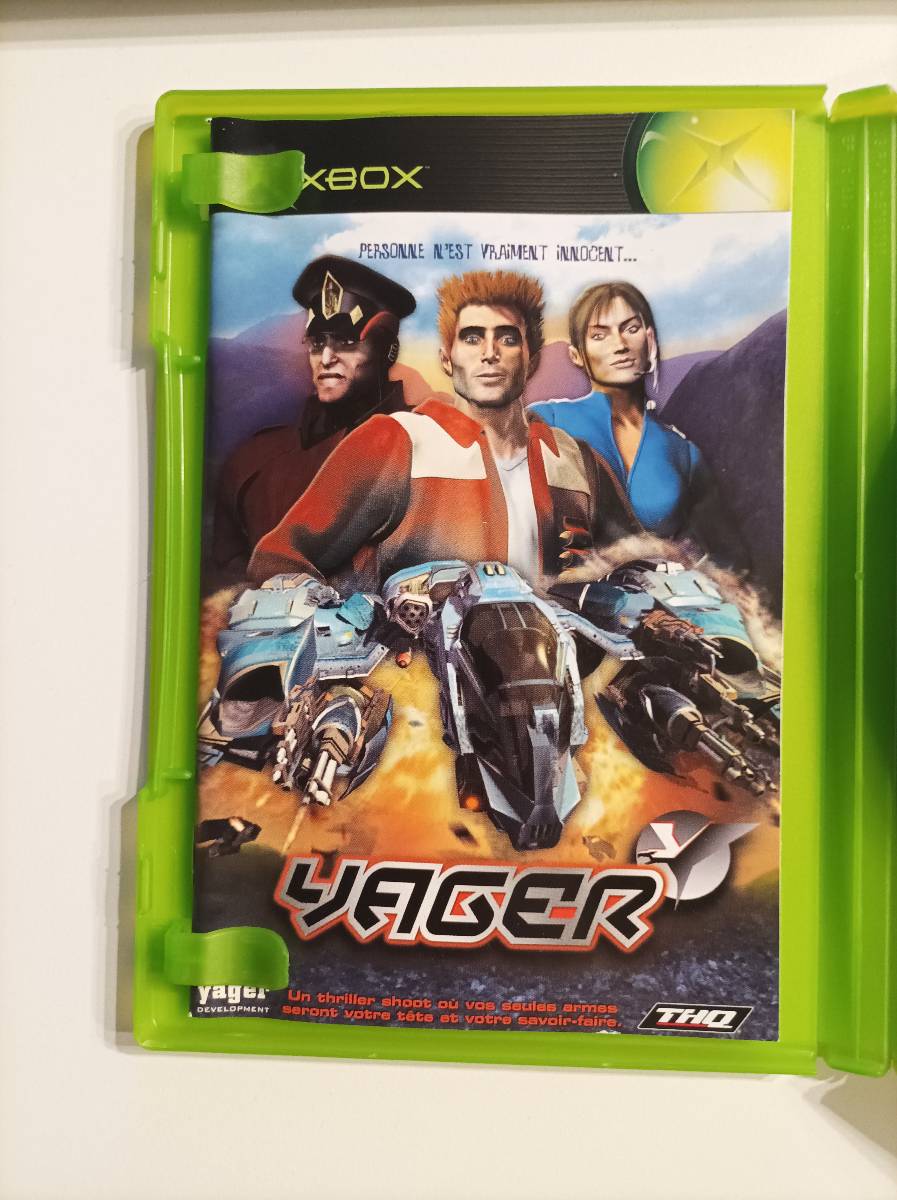 XBOX™
PERSONNE N'EST VRAIMENT INNOCENT...
YAGER
yager
DEVELOPMENT
Un thriller shoot où vos seules armes
seront votre tête et votre savoir-faire.
THQ